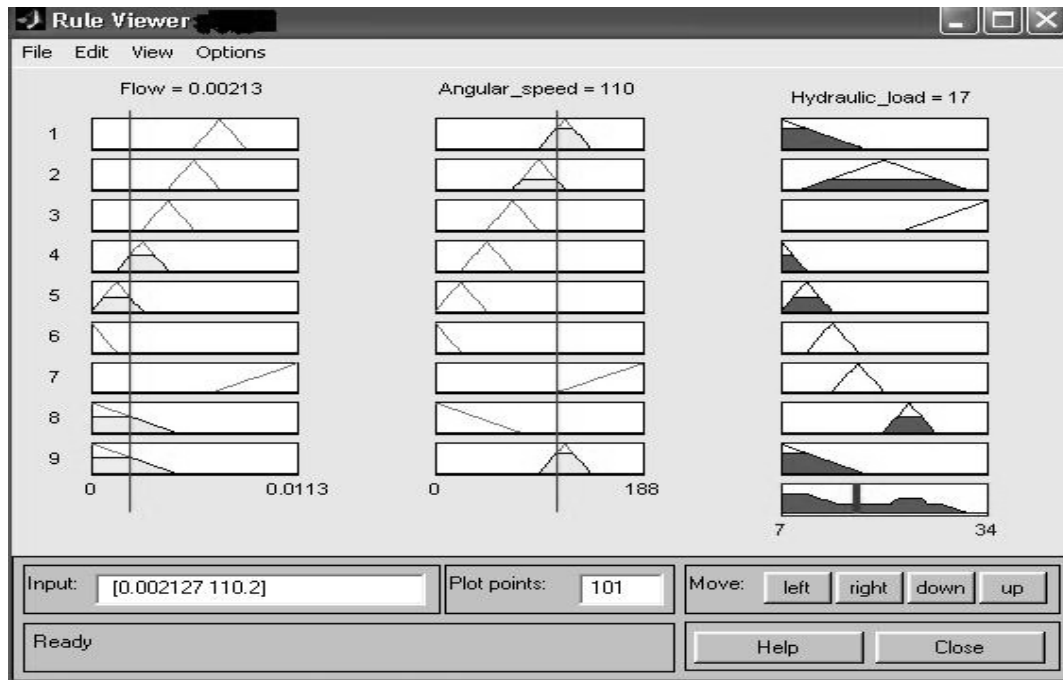 Rule Viewer
File Edit View Options
Flow = 0.00213
Angular_speed = 110
Hydraulic_load = 17
1
2
3
4
5
6
7
8
9
0 0.0113
0 188
7 34
Input: [0.002127 110.2]
Plot points: 101
Move: left right down up
Ready
Help Close